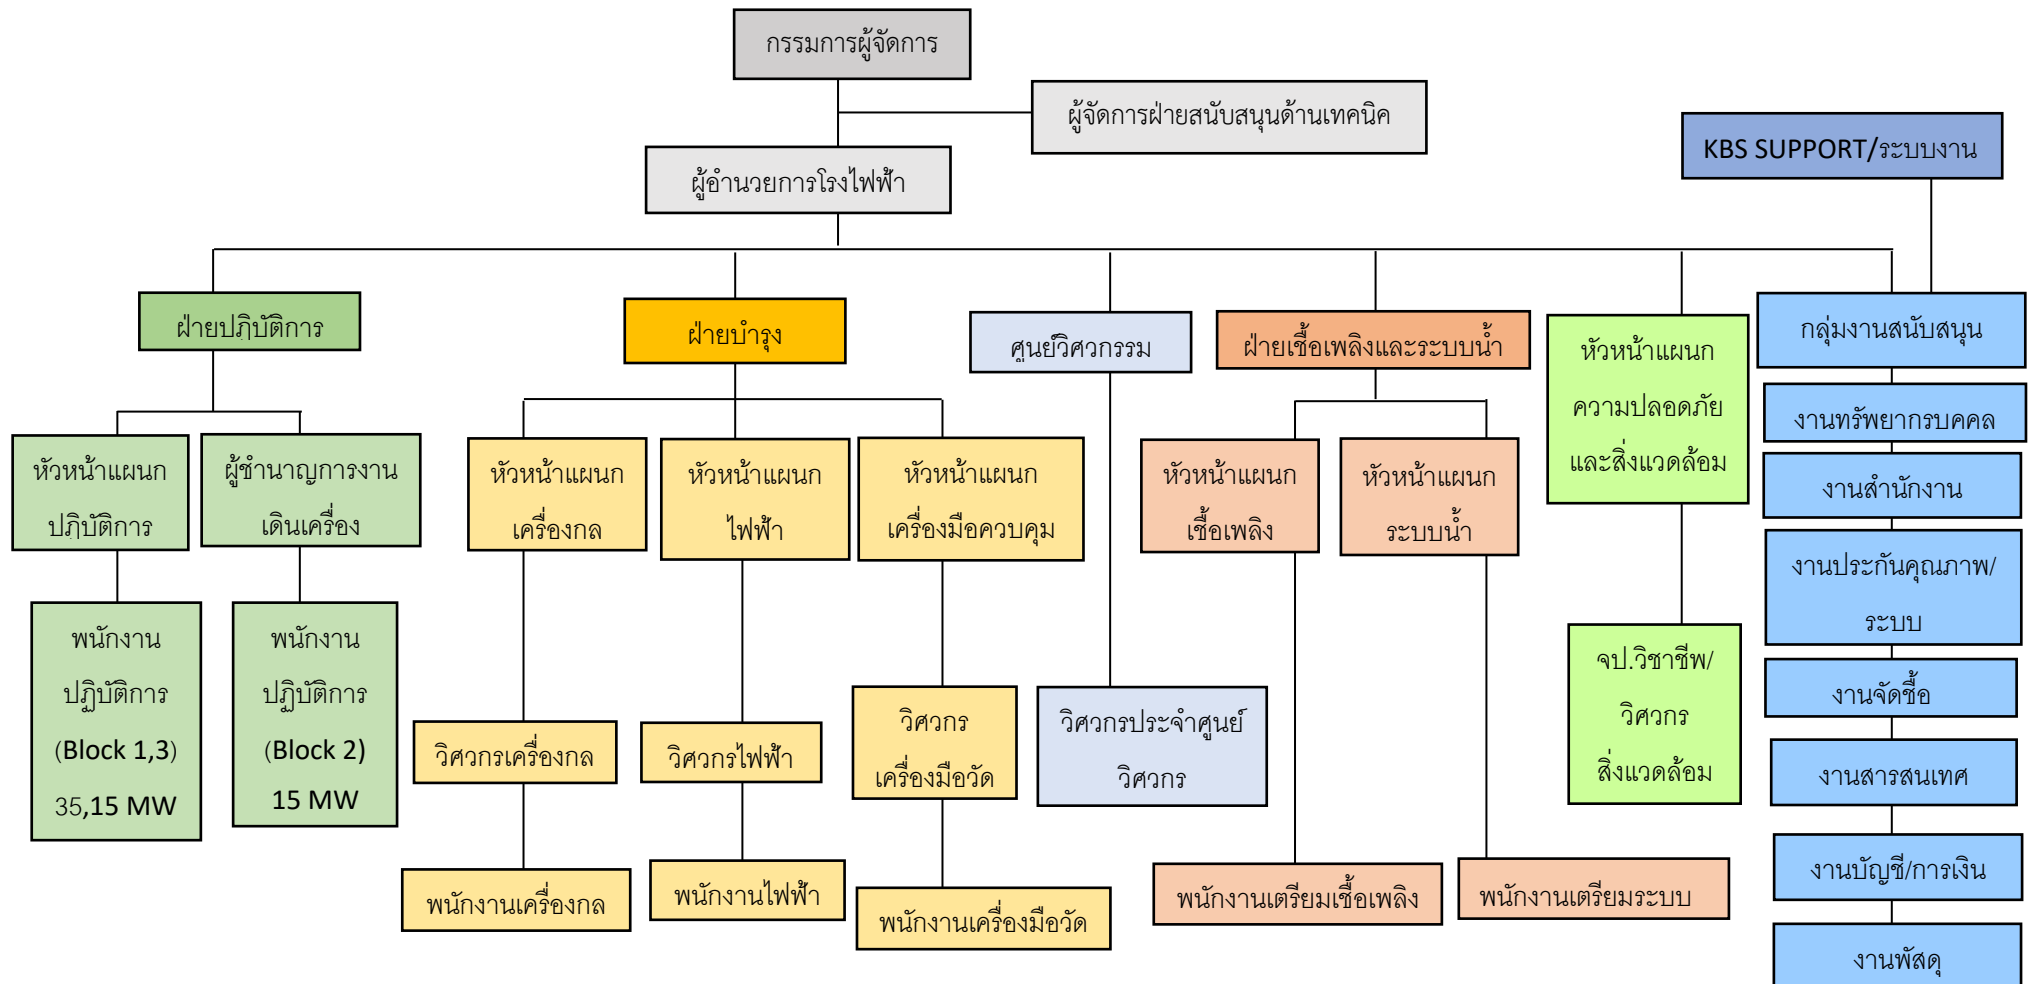 กรรมการผู้จัดการ
ผู้จัดการฝ่ายสนับสนุนด้านเทคนิค
KBS SUPPORT/ระบบงาน
ผู้อำนวยการโรงไฟฟ้า
ฝ่ายปฏิบัติการ
ฝ่ายบำรุง
ศูนย์วิศวกรรม
ฝ่ายเชื้อเพลิงและระบบน้ำ
หัวหน้าแผนก
ความปลอดภัย
และสิ่งแวดล้อม
กลุ่มงานสนับสนุน
หัวหน้าแผนก
ปฏิบัติการ
ผู้ชำนาญการงาน
เดินเครื่อง
หัวหน้าแผนก
เครื่องกล
หัวหน้าแผนก
ไฟฟ้า
หัวหน้าแผนก
เครื่องมือควบคุม
หัวหน้าแผนก
เชื้อเพลิง
หัวหน้าแผนก
ระบบน้ำ
งานทรัพยากรบคคล
งานสำนักงาน
งานประกันคุณภาพ/
ระบบ
งานจัดซื้อ
งานสารสนเทศ
งานบัญชี/การเงิน
งานพัสดุ
พนักงาน
ปฏิบัติการ
(Block 1,3)
35,15 MW
พนักงาน
ปฏิบัติการ
(Block 2)
15 MW
วิศวกรเครื่องกล
วิศวกรไฟฟ้า
วิศวกร
เครื่องมือวัด
วิศวกรประจำศูนย์
วิศวกร
จป.วิชาชีพ/
วิศวกร
สิ่งแวดล้อม
พนักงานเครื่องกล
พนักงานไฟฟ้า
พนักงานเครื่องมือวัด
พนักงานเตรียมเชื้อเพลิง
พนักงานเตรียมระบบ